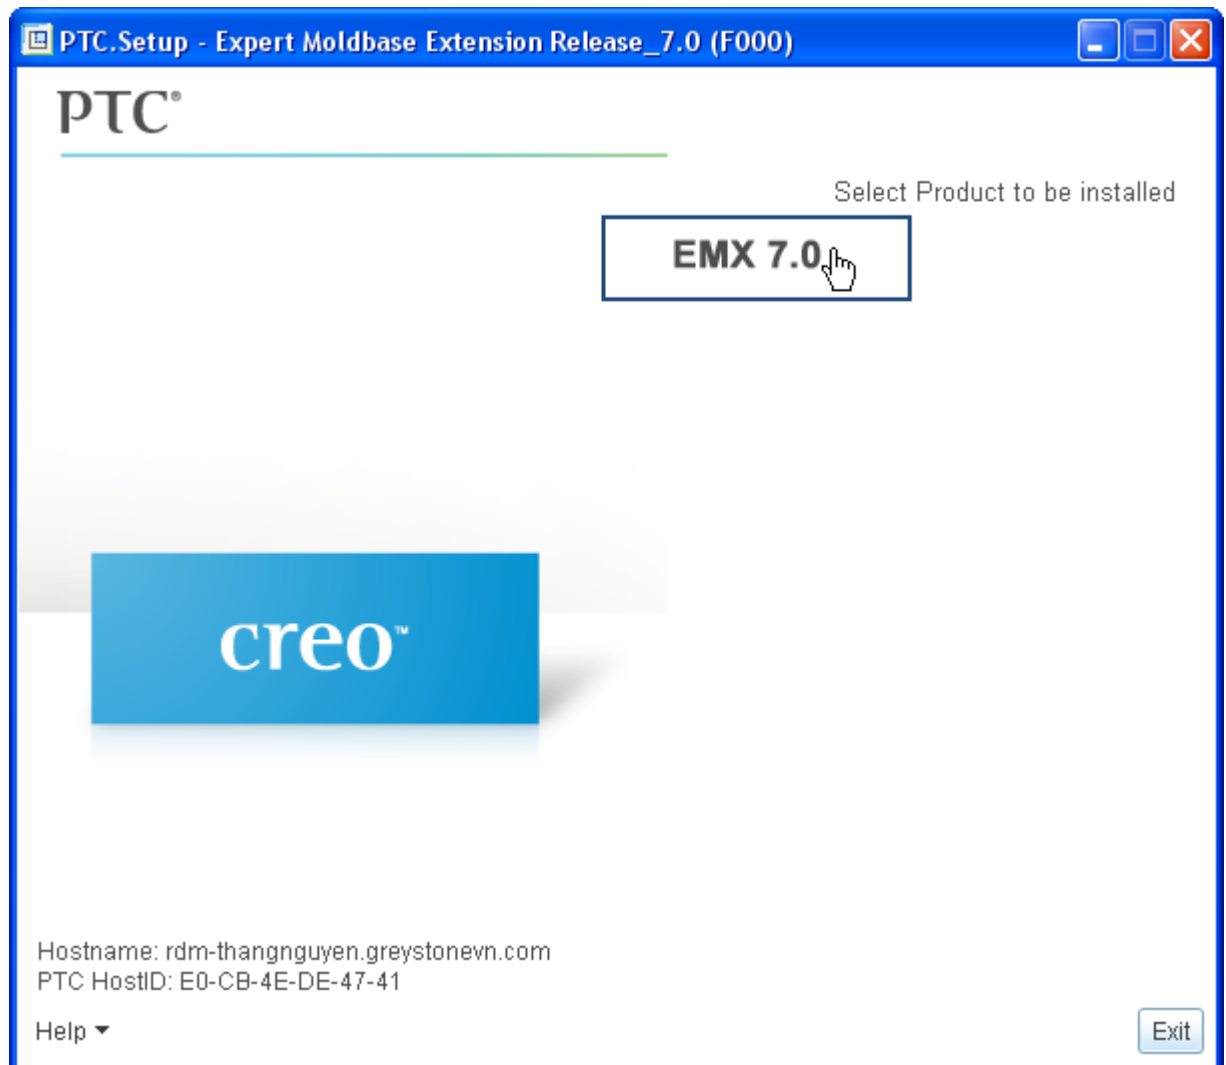 PTC.Setup - Expert Moldbase Extension Release_7.0 (F000)
PTC®
Select Product to be installed
EMX 7.0
creo™
Hostname: rdm-thangnguyen.greystonevn.com
PTC HostID: E0-CB-4E-DE-47-41
Help
Exit